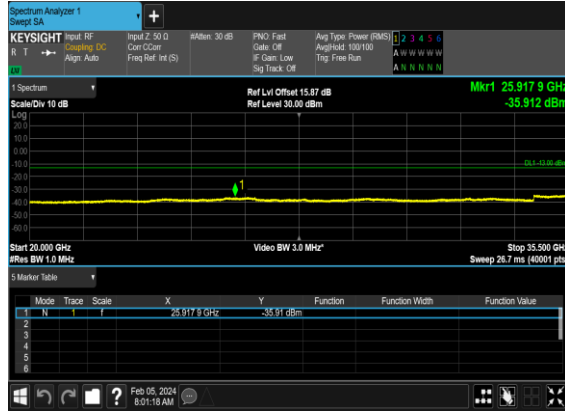 Spectrum Analyzer 1
Swept SA
+
KEYSIGHT Input: RF Input Z: 50 Ω #Atten: 30 dB PNO: Fast Avg Type: Power (RMS) 1 2 3 4 5 6
R T Coupling: DC Corr CCorr Gate: Off Avg|Hold: 100/100 A W W W W W
Align: Auto Freq Ref: Int (S) IF Gain: Low Trig: Free Run
LV Sig Track: Off A N N N N N
1 Spectrum Ref Lvl Offset 15.87 dB Mkr1 25.917 9 GHz
Scale/Div 10 dB Ref Level 30.00 dBm -35.912 dBm
Log
20.0
10.0
0.00
-10.0 DL1 -13.00 dBm
-20.0
-30.0 1
-40.0
-50.0
-60.0
Start 20.000 GHz Video BW 3.0 MHz* Stop 35.500 GHz
#Res BW 1.0 MHz Sweep 26.7 ms (40001 pts
5 Marker Table
Mode Trace Scale X Y Function Function Width Function Value
1 N 1 f 25.917 9 GHz -35.91 dBm
2
3
4
5
6
? Feb 05, 2024
8:01:18 AM